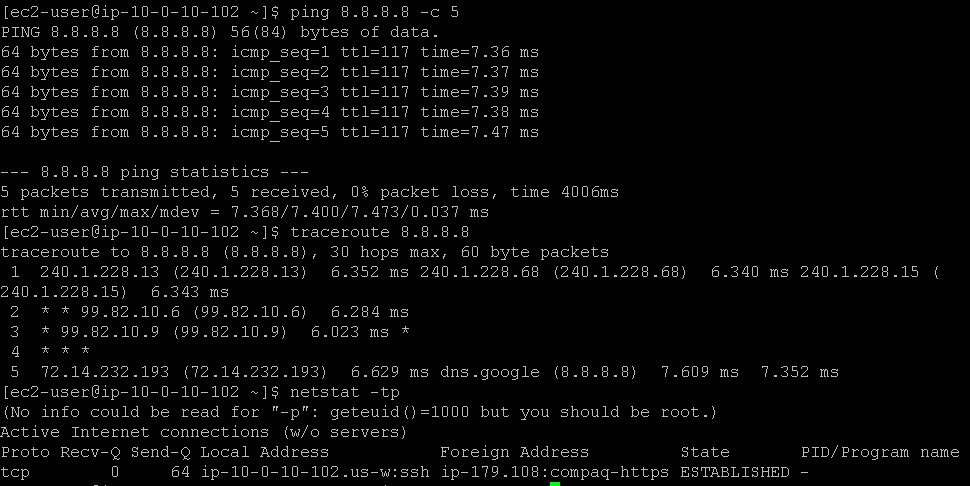 [ec2-user@ip-10-0-10-102 ~]$ ping 8.8.8.8 -c 5
PING 8.8.8.8 (8.8.8.8) 56(84) bytes of data.
64 bytes from 8.8.8.8: icmp_seq=1 ttl=117 time=7.36 ms
64 bytes from 8.8.8.8: icmp_seq=2 ttl=117 time=7.37 ms
64 bytes from 8.8.8.8: icmp_seq=3 ttl=117 time=7.39 ms
64 bytes from 8.8.8.8: icmp_seq=4 ttl=117 time=7.38 ms
64 bytes from 8.8.8.8: icmp_seq=5 ttl=117 time=7.47 ms
--- 8.8.8.8 ping statistics ---
5 packets transmitted, 5 received, 0% packet loss, time 4006ms
rtt min/avg/max/mdev = 7.368/7.400/7.473/0.037 ms
[ec2-user@ip-10-0-10-102 ~]$ traceroute 8.8.8.8
traceroute to 8.8.8.8 (8.8.8.8), 30 hops max, 60 byte packets
 1  240.1.228.13 (240.1.228.13)  6.352 ms 240.1.228.68 (240.1.228.68)  6.340 ms 240.1.228.15 (
240.1.228.15)  6.343 ms
 2  * * 99.82.10.6 (99.82.10.6)  6.284 ms
 3  * 99.82.10.9 (99.82.10.9)  6.023 ms *
 4  * * *
 5  72.14.232.193 (72.14.232.193)  6.629 ms dns.google (8.8.8.8)  7.609 ms  7.352 ms
[ec2-user@ip-10-0-10-102 ~]$ netstat -tp
(No info could be read for "-p": geteuid()=1000 but you should be root.)
Active Internet connections (w/o servers)
Proto Recv-Q Send-Q Local Address           Foreign Address         State       PID/Program name
tcp        0     64 ip-10-0-10-102.us-w:ssh ip-179.108:compaq-https ESTABLISHED -